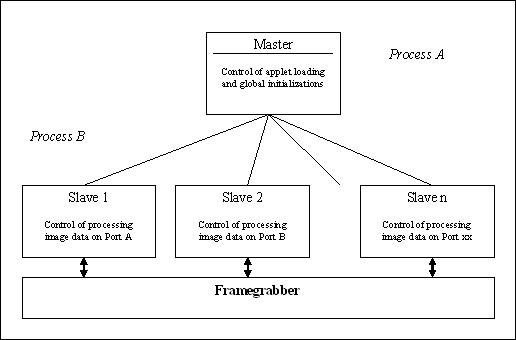 Master
Process A
Control of applet loading
and global initializations
Process B
Slave 1
Control of processing
image data on Port A
Slave 2
Control of processing
image data on Port B
Slave n
Control of processing
image data on Port xx
Framegrabber